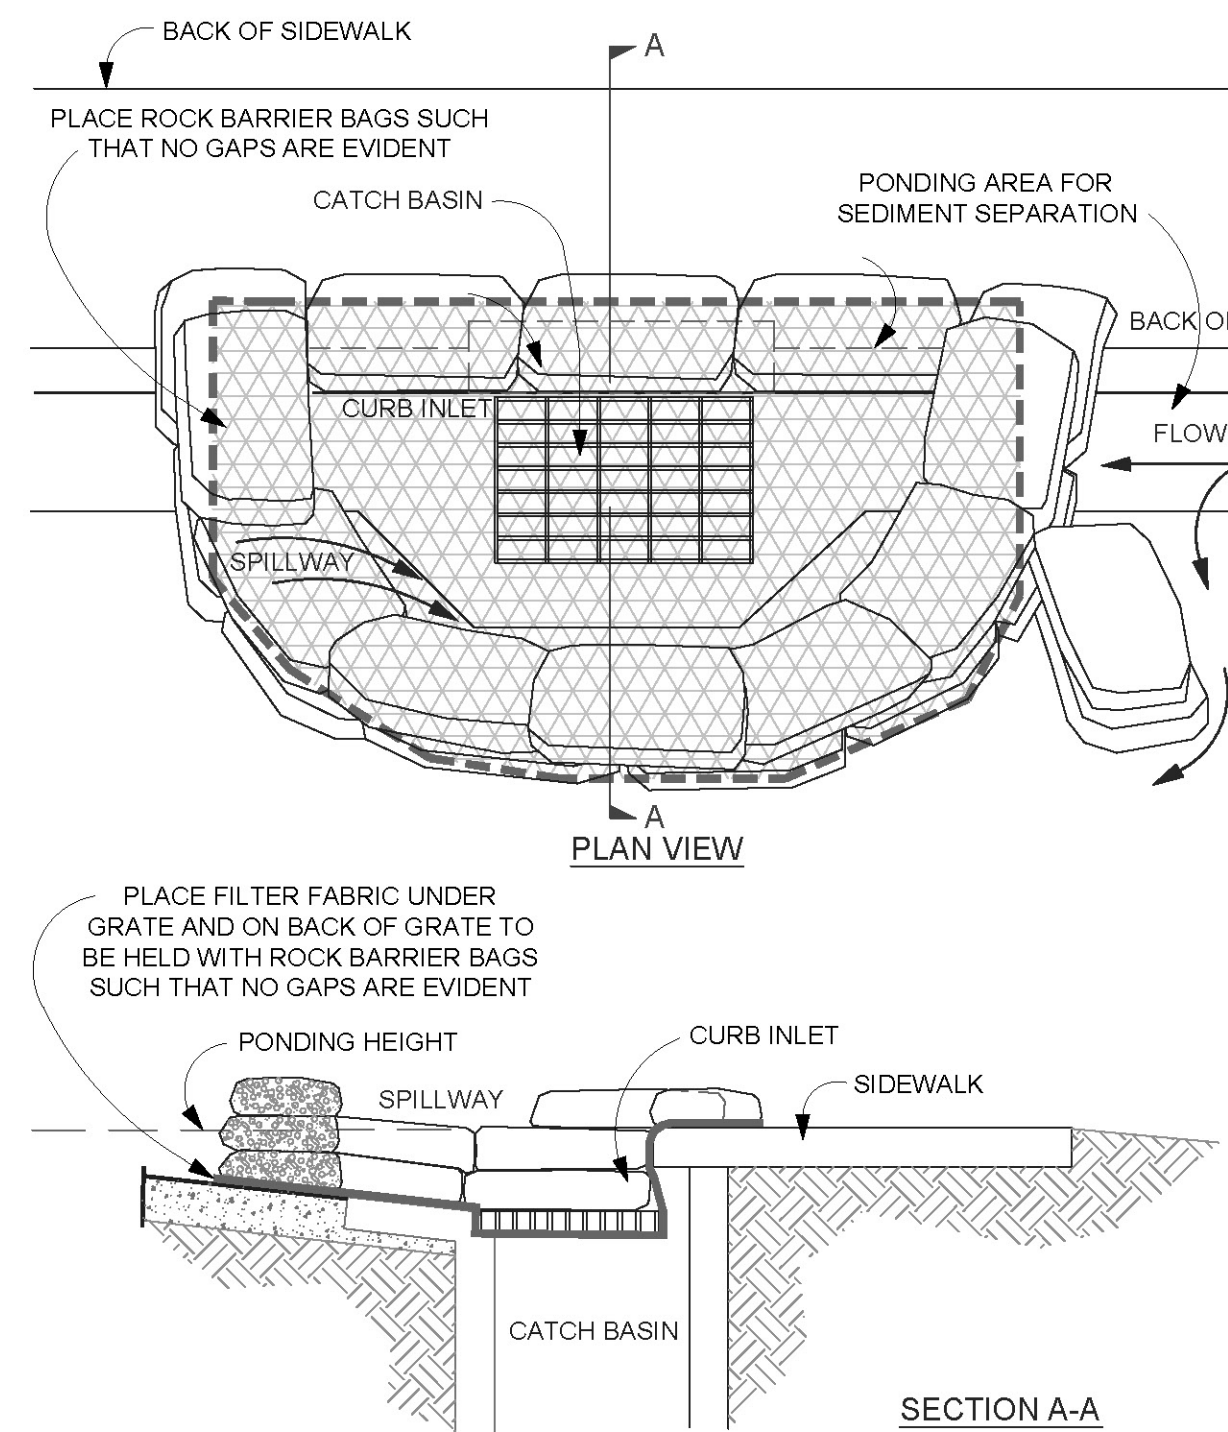 BACK OF SIDEWALK
A
PLACE ROCK BARRIER BAGS SUCH
THAT NO GAPS ARE EVIDENT
CATCH BASIN
PONDING AREA FOR
SEDIMENT SEPARATION
BACK
CURB INLET
FLOW
SPILLWAY
A
PLAN VIEW
PLACE FILTER FABRIC UNDER
GRATE AND ON BACK OF GRATE TO
BE HELD WITH ROCK BARRIER BAGS
SUCH THAT NO GAPS ARE EVIDENT
PONDING HEIGHT
CURB INLET
SPILLWAY
SIDEWALK
CATCH BASIN
SECTION A-A